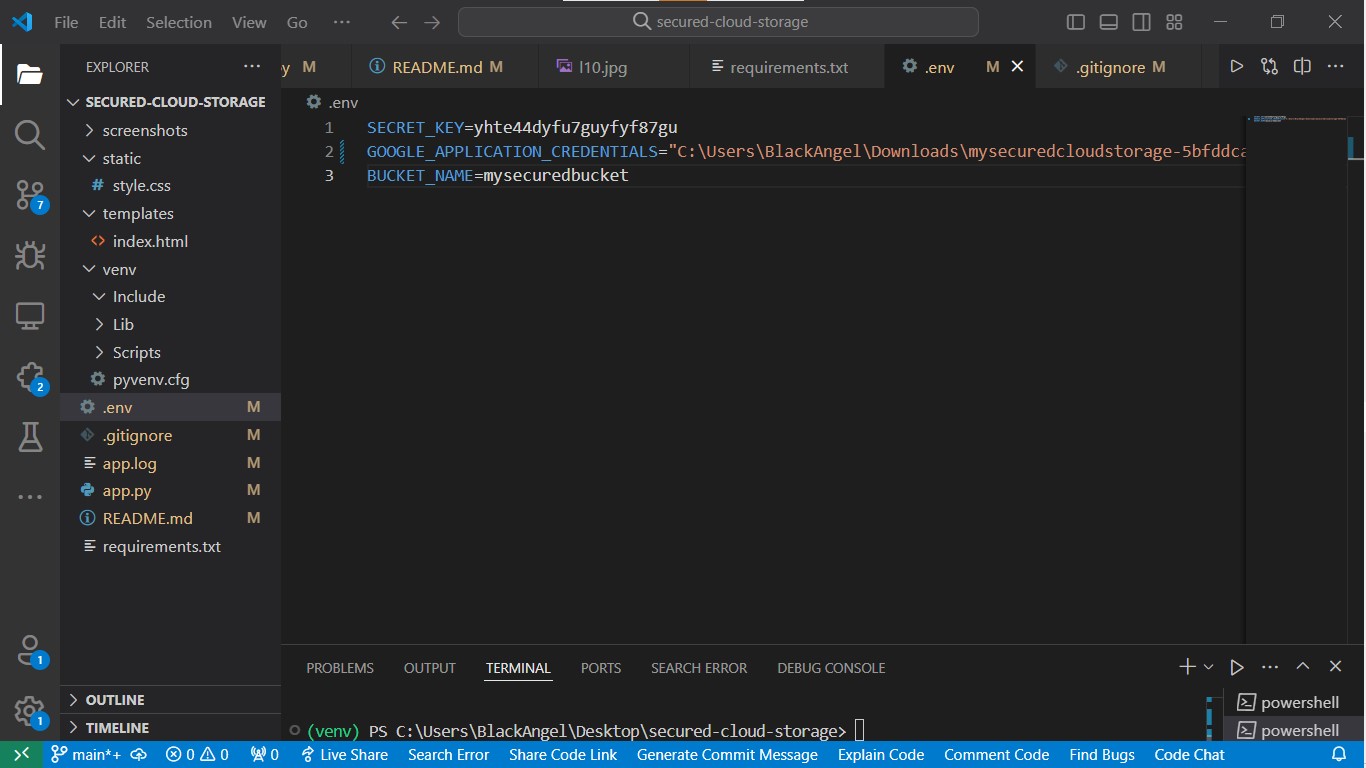 File Edit Selection View Go ··· secured-cloud-storage
EXPLORER ···
SECURED-CLOUD-STORAGE
screenshots
static
# style.css
templates
<> index.html
venv
Include
Lib
Scripts
pyvenv.cfg
.env M
.gitignore M
app.log M
app.py M
README.md M
requirements.txt
OUTLINE
TIMELINE
py M README.md M l10.jpg requirements.txt .env M .gitignore M
.env
1 SECRET_KEY=yhte44dyfu7guyfyf87gu
2 GOOGLE_APPLICATION_CREDENTIALS="C:\Users\BlackAngel\Downloads\mysecuredcloudstorage-5bfddca
3 BUCKET_NAME=mysecuredbucket
7
2
1
1
PROBLEMS OUTPUT TERMINAL PORTS SEARCH ERROR DEBUG CONSOLE
(venv) PS C:\Users\BlackAngel\Desktop\secured-cloud-storage>
powershell
powershell
main*+ 0 0 0 Live Share Search Error Share Code Link Generate Commit Message Explain Code Comment Code Find Bugs Code Chat